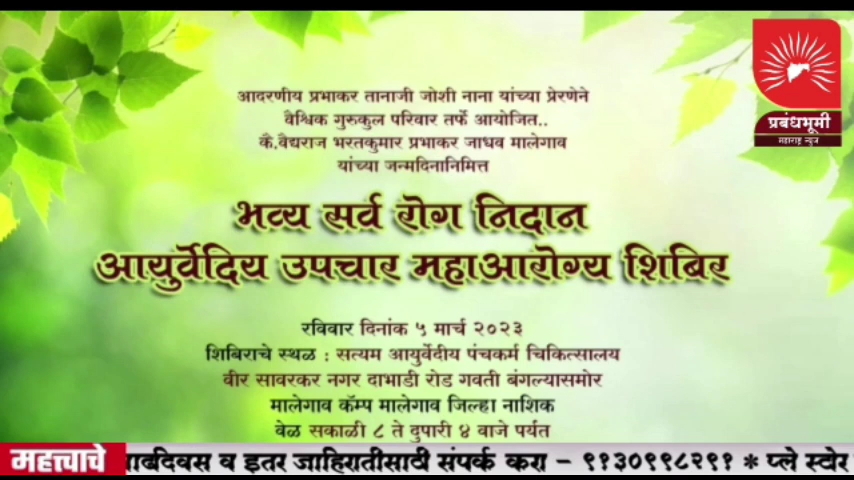 आदरणीय प्रभाकर तानाजी जोशी नाना यांच्या प्रेरणेने
वैश्विक गुरुकुल परिवार तर्फे आयोजित..
कै.वैद्यराज भरतकुमार प्रभाकर जाधव मालेगाव
यांच्या जन्मदिनानिमित्त
भव्य सर्व रोग निदान
आयुर्वेदिय उपचार महाआरोग्य शिबिर
रविवार दिनांक ५ मार्च २०२३
शिबिराचे स्थळ : सत्यम आयुर्वेदीय पंचकर्म चिकित्सालय
वीर सावरकर नगर दाभाडी रोड गवती बंगल्यासमोर
मालेगाव कॅम्प मालेगाव जिल्हा नाशिक
वेळ सकाळी ८ ते दुपारी ४ वाजे पर्यंत
प्रबंधभूमी
महाराष्ट्र न्यूज
महत्त्वाचे
व इतर जाहिरातीसाठी संपर्क करा - ९१३०९९८२९१ * प्ले स्टोर